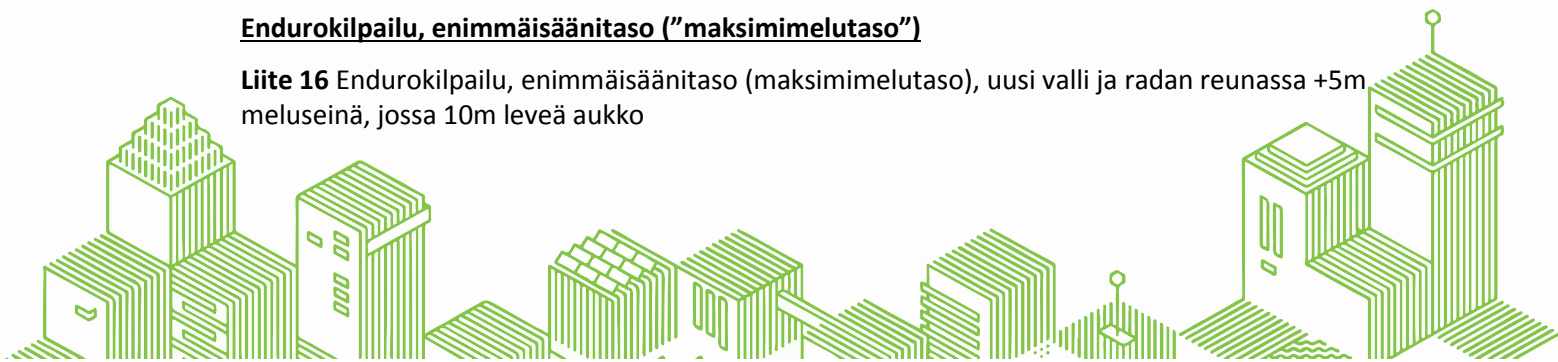 Endurokilpailu, enimmäisäänitaso (”maksimimelutaso”)
Liite 16 Endurokilpailu, enimmäisäänitaso (maksimimelutaso), uusi valli ja radan reunassa +5m
meluseinä, jossa 10m leveä aukko